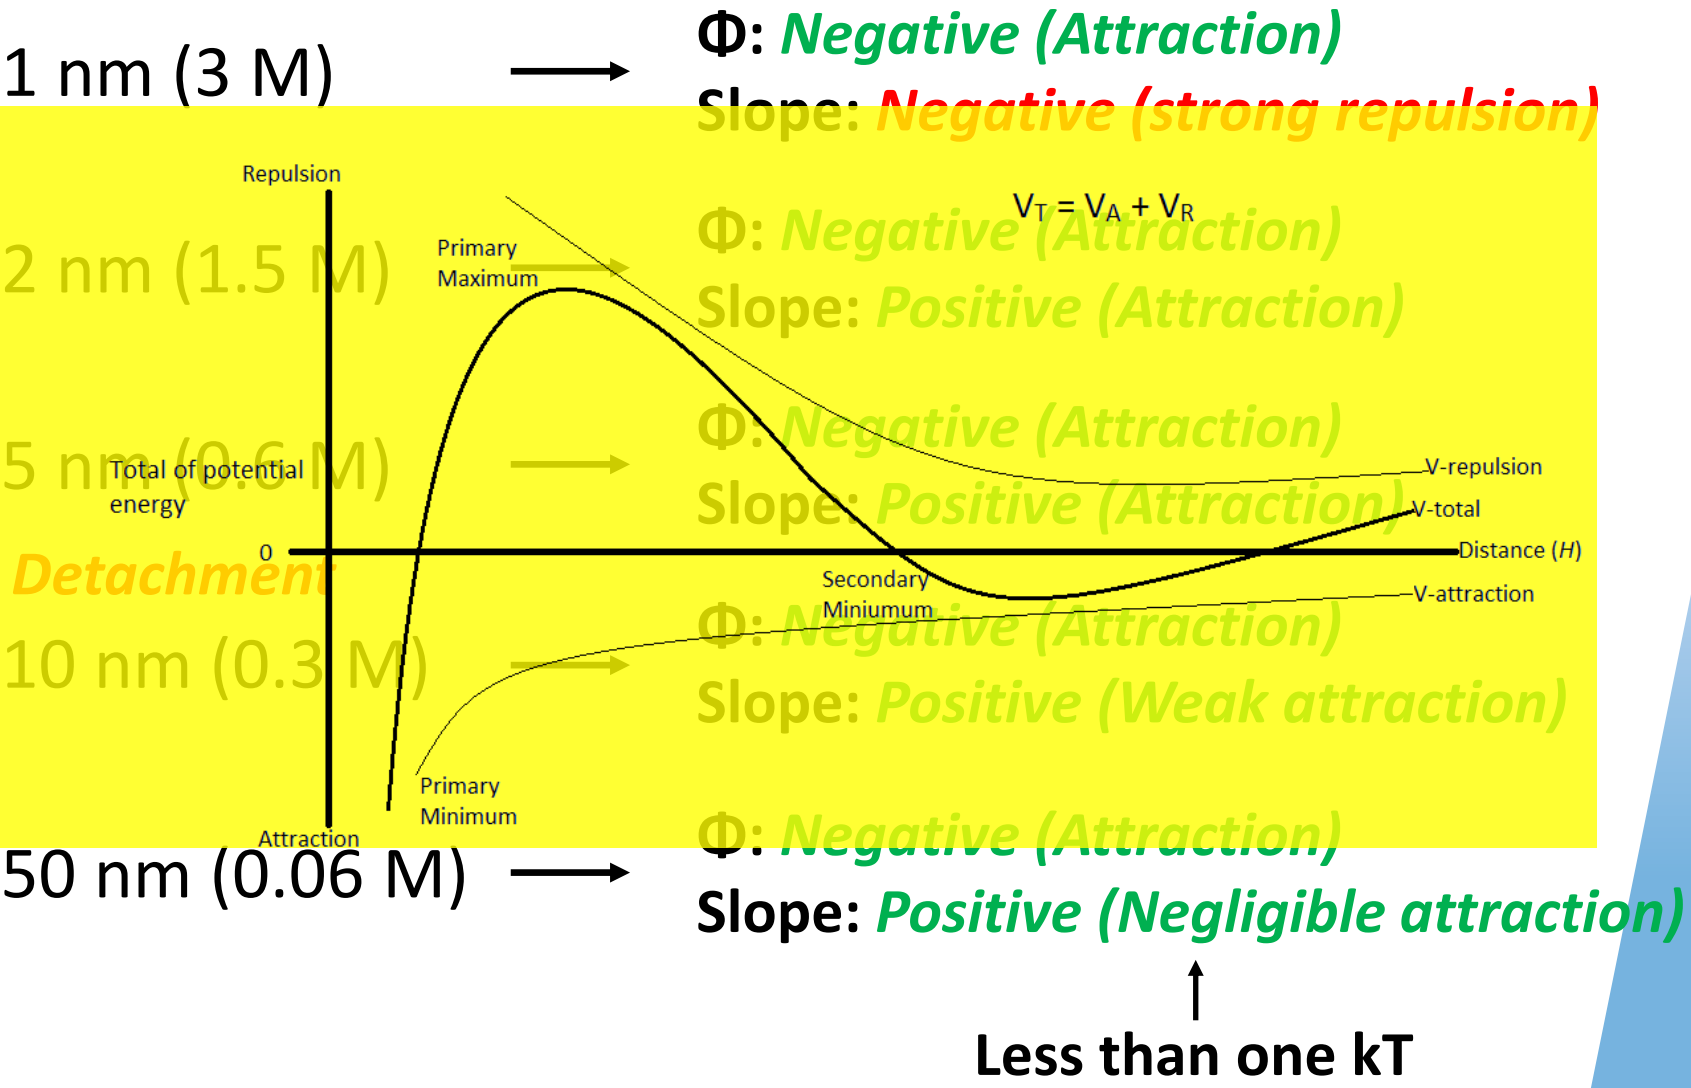 1 nm (3 M)
Φ: Negative (Attraction)
Slope: Negative (strong repulsion)
2 nm (1.5 M)
Φ: Negative (Attraction)
Slope: Positive (Attraction)
5 nm (0.6 M)
Φ: Negative (Attraction)
Slope: Positive (Attraction)
Detachment
10 nm (0.3 M)
Φ: Negative (Attraction)
Slope: Positive (Weak attraction)
50 nm (0.06 M)
Φ: Negative (Attraction)
Slope: Positive (Negligible attraction)
Less than one kT
Repulsion
VT = VA + VR
Primary
Maximum
Total of potential
energy
V-repulsion
V-total
0
Distance (H)
Secondary
Miniumum
V-attraction
Primary
Minimum
Attraction